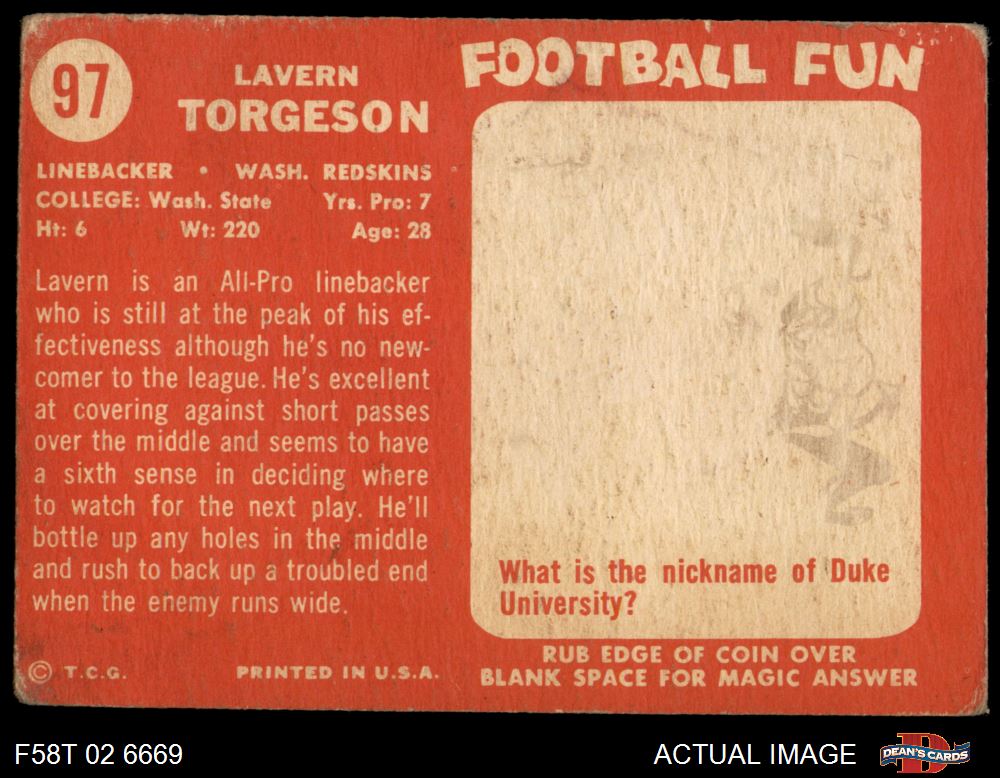 97
LAVERN
TORGESON
LINEBACKER • WASH. REDSKINS
COLLEGE: Wash. State Yrs. Pro: 7
Ht: 6 Wt: 220 Age: 28
Lavern is an All-Pro linebacker
who is still at the peak of his ef-
fectiveness although he's no new-
comer to the league. He's excellent
at covering against short passes
over the middle and seems to have
a sixth sense in deciding where
to watch for the next play. He'll
bottle up any holes in the middle
and rush to back up a troubled end
when the enemy runs wide.
© T.C.G. PRINTED IN U.S.A.
FOOTBALL FUN
What is the nickname of Duke
University?
RUB EDGE OF COIN OVER
BLANK SPACE FOR MAGIC ANSWER
F58T 02 6669
ACTUAL IMAGE
D
DEAN'S CARDS